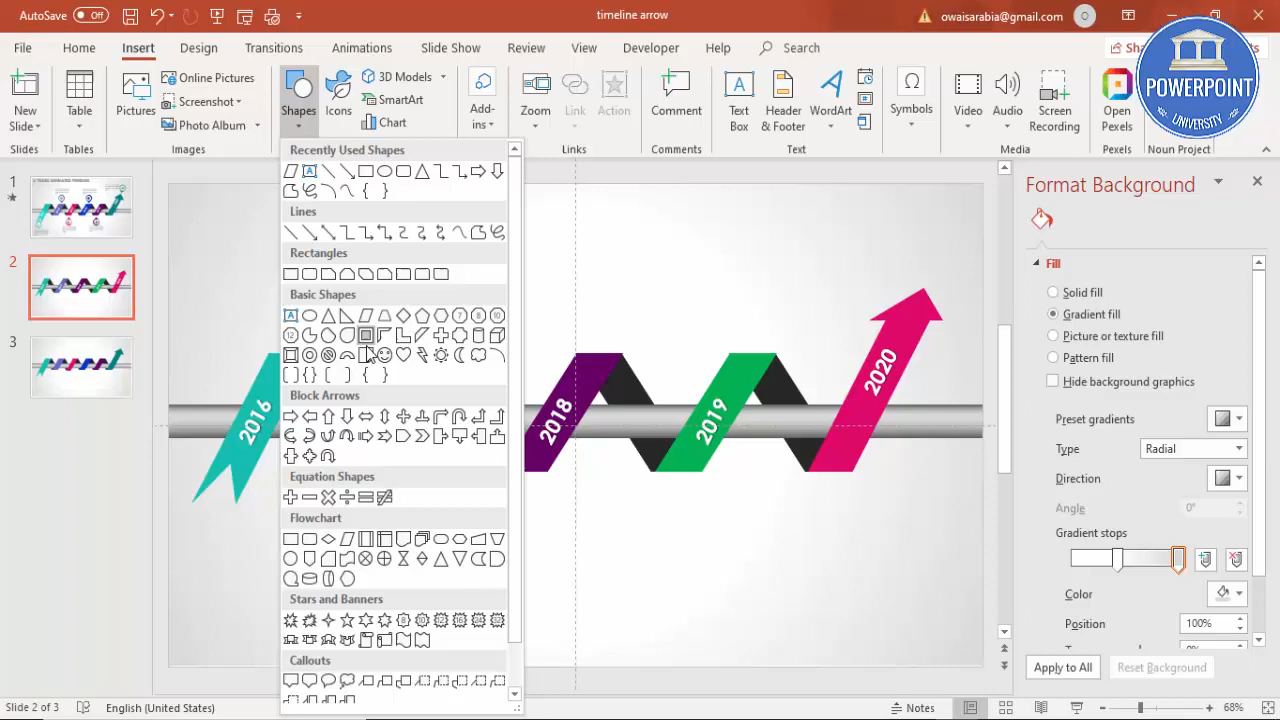 AutoSave Off
timeline arrow
owaisarabia@gmail.com
O
File Home Insert Design Transitions Animations Slide Show Review View Developer Help Search
New Slide
Table
Pictures
Online Pictures
Screenshot
Photo Album
Shapes
Icons
3D Models
SmartArt
Chart
Add-ins
Zoom
Link
Action
Comment
Text Box
Header & Footer
WordArt
Symbols
Video
Audio
Screen Recording
Open Pexels
POWERPOINT
UNIVERSITY
Slides Tables Images Links Comments Text Media Pexels Noun Project
Recently Used Shapes
Lines
Rectangles
Basic Shapes
Block Arrows
Equation Shapes
Flowchart
Stars and Banners
Callouts
1
2
3
2016
2018
2019
2020
Format Background
Fill
Solid fill
Gradient fill
Picture or texture fill
Pattern fill
Hide background graphics
Preset gradients
Type Radial
Direction
Angle 0°
Gradient stops
Color
Position 100%
Apply to All Reset Background
Slide 2 of 3 English (United States) Notes 68%